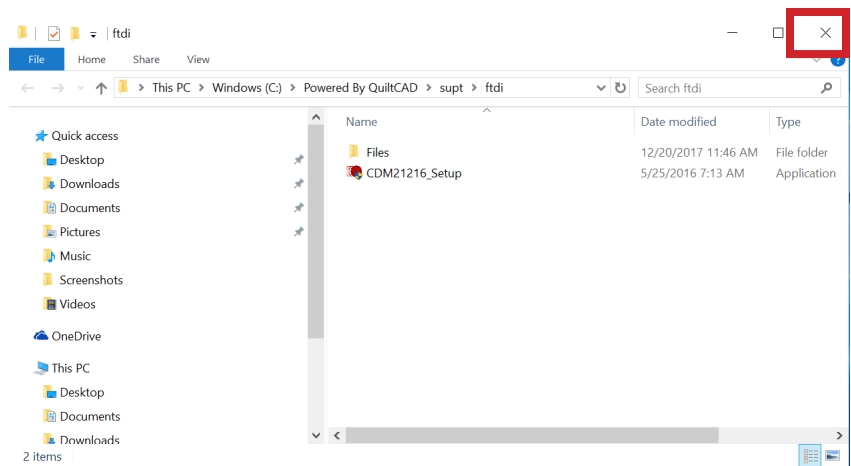 ftdi
File Home Share View
This PC Windows (C:) Powered By QuiltCAD supt ftdi Search ftdi
Name Date modified Type
Quick access
Files 12/20/2017 11:46 AM File folder
Desktop
CDM21216_Setup 5/25/2016 7:13 AM Application
Downloads
Documents
Pictures
Music
Screenshots
Videos
OneDrive
This PC
Desktop
Documents
Downloads
2 items